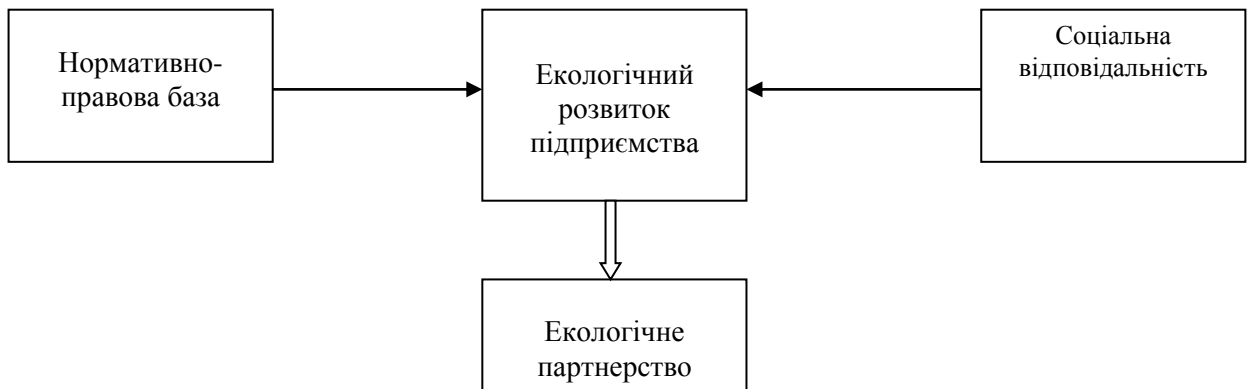 Нормативно-
правова база
Екологічний
розвиток
підприємства
Соціальна
відповідальність
Екологічне
партнерство